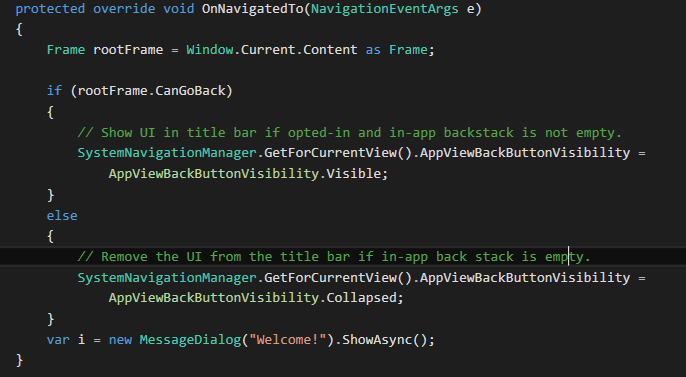 protected override void OnNavigatedTo(NavigationEventArgs e)
{
Frame rootFrame = Window.Current.Content as Frame;
if (rootFrame.CanGoBack)
{
// Show UI in title bar if opted-in and in-app backstack is not empty.
SystemNavigationManager.GetForCurrentView().AppViewBackButtonVisibility =
AppViewBackButtonVisibility.Visible;
}
else
{
// Remove the UI from the title bar if in-app back stack is empty.
SystemNavigationManager.GetForCurrentView().AppViewBackButtonVisibility =
AppViewBackButtonVisibility.Collapsed;
}
var i = new MessageDialog("Welcome!").ShowAsync();
}